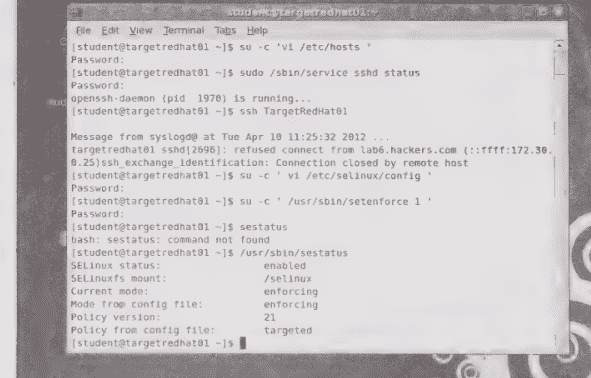 student@targetredhat01:~
File Edit View Terminal Tabs Help
[student@targetredhat01 ~]$ su -c 'vi /etc/hosts '
Password:
[student@targetredhat01 ~]$ sudo /sbin/service sshd status
Password:
openssh-daemon (pid 1970) is running...
[student@targetredhat01 ~]$ ssh TargetRedHat01
Message from syslogd@ at Tue Apr 10 11:25:32 2012 ...
targetredhat01 sshd[2696]: refused connect from lab6.hackers.com (::ffff:172.30.
0.25)ssh_exchange_identification: Connection closed by remote host
[student@targetredhat01 ~]$ su -c ' vi /etc/selinux/config '
Password:
[student@targetredhat01 ~]$ su -c ' /usr/sbin/setenforce 1 '
Password:
[student@targetredhat01 ~]$ sestatus
bash: sestatus: command not found
[student@targetredhat01 ~]$ /usr/sbin/sestatus
SELinux status: enabled
SELinuxfs mount: /selinux
Current mode: enforcing
Mode from config file: enforcing
Policy version: 21
Policy from config file: targeted
[student@targetredhat01 ~]$